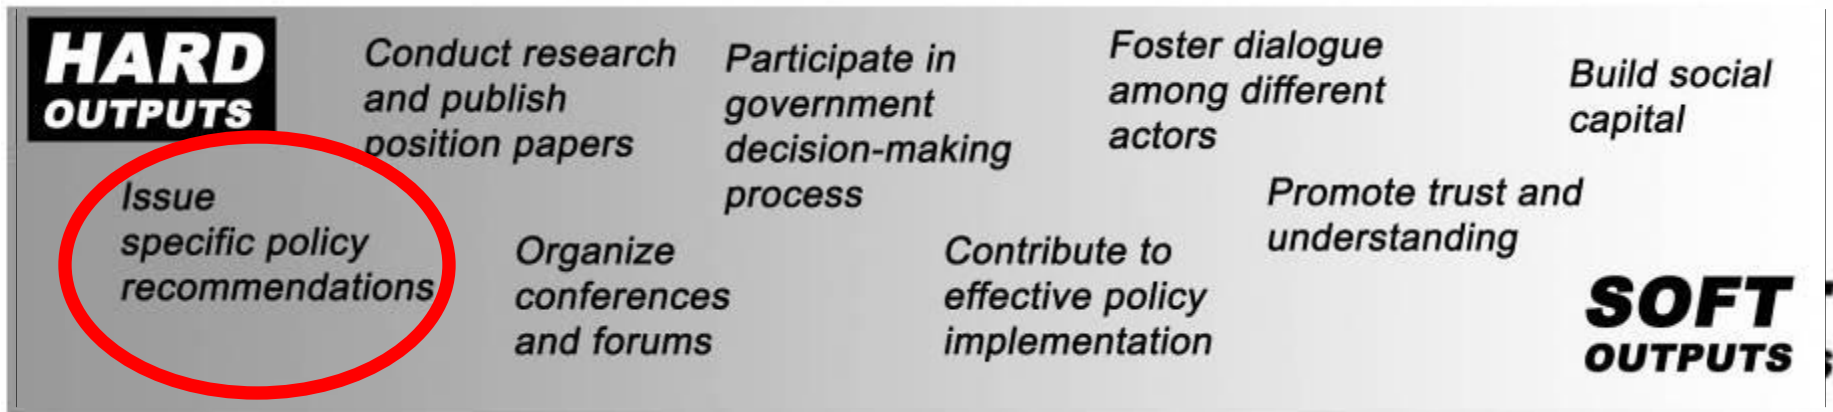 HARD
OUTPUTS
Conduct research
and publish
position papers
Participate in
government
decision-making
process
Foster dialogue
among different
actors
Build social
capital
Issue
specific policy
recommendations
Organize
conferences
and forums
Contribute to
effective policy
implementation
Promote trust and
understanding
SOFT
OUTPUTS